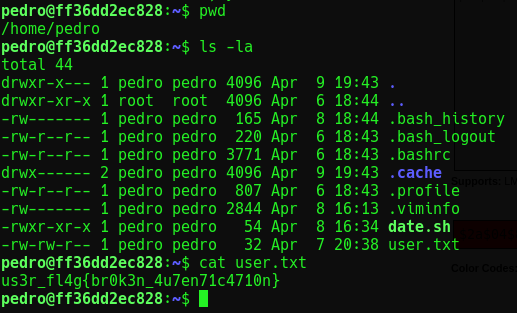 pedro@ff36dd2ec828:~$ pwd
/home/pedro
pedro@ff36dd2ec828:~$ ls -la
total 44
drwxr-x--- 1 pedro pedro 4096 Apr  9 19:43 .
drwxr-xr-x 1 root  root  4096 Apr  6 18:44 ..
-rw------- 1 pedro pedro  165 Apr  8 18:44 .bash_history
-rw-r--r-- 1 pedro pedro  220 Apr  6 18:43 .bash_logout
-rw-r--r-- 1 pedro pedro 3771 Apr  6 18:43 .bashrc
drwx------ 2 pedro pedro 4096 Apr  9 19:43 .cache
-rw-r--r-- 1 pedro pedro  807 Apr  6 18:43 .profile
-rw------- 1 pedro pedro 2844 Apr  8 16:13 .viminfo
-rwxr-xr-x 1 pedro pedro   54 Apr  8 16:34 date.sh
-rw-rw-r-- 1 pedro pedro   32 Apr  7 20:38 user.txt
pedro@ff36dd2ec828:~$ cat user.txt
us3r_fl4g{br0k3n_4u7en71c4710n}
pedro@ff36dd2ec828:~$
Supports:
Color Codes: